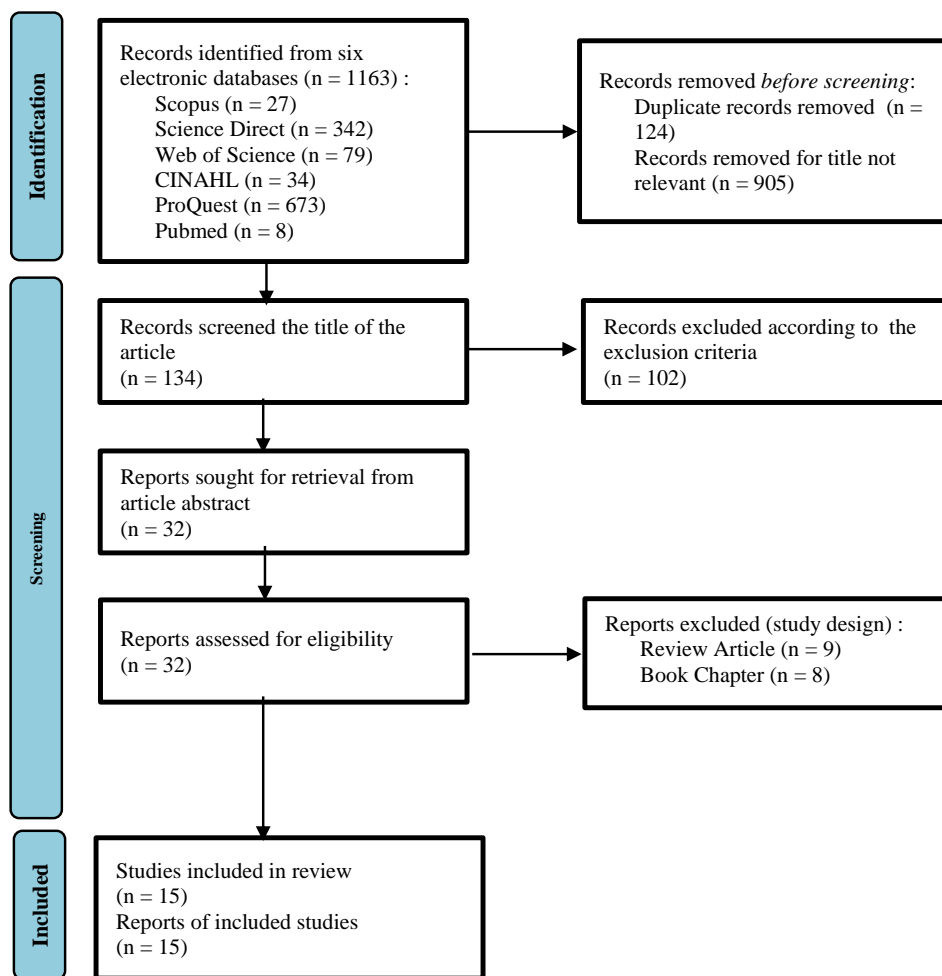 Identification
Records identified from six
electronic databases (n = 1163) :
Scopus (n = 27)
Science Direct (n = 342)
Web of Science (n = 79)
CINAHL (n = 34)
ProQuest (n = 673)
Pubmed (n = 8)
Records removed before screening:
Duplicate records removed (n =
124)
Records removed for title not
relevant (n = 905)
Screening
Records screened the title of the
article
(n = 134)
Records excluded according to the
exclusion criteria
(n = 102)
Reports sought for retrieval from
article abstract
(n = 32)
Reports assessed for eligibility
(n = 32)
Reports excluded (study design) :
Review Article (n = 9)
Book Chapter (n = 8)
Included
Studies included in review
(n = 15)
Reports of included studies
(n = 15)